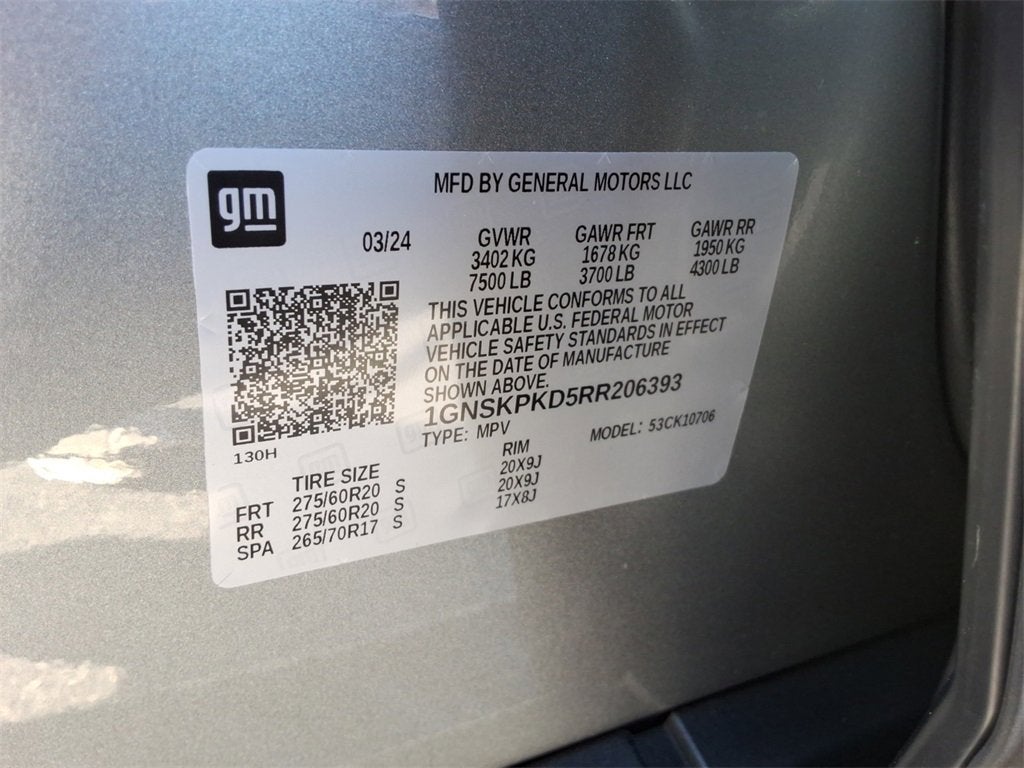 gm
MFD BY GENERAL MOTORS LLC
03/24
GVWR GAWR FRT GAWR RR
3402 KG 1678 KG 1950 KG
7500 LB 3700 LB 4300 LB
THIS VEHICLE CONFORMS TO ALL
APPLICABLE U.S. FEDERAL MOTOR
VEHICLE SAFETY STANDARDS IN EFFECT
ON THE DATE OF MANUFACTURE
SHOWN ABOVE.
1GNSKPKD5RR206393
TYPE: MPV MODEL: 53CK10706
130H
TIRE SIZE RIM
FRT 275/60R20 S 20X9J
RR 275/60R20 S 20X9J
SPA 265/70R17 S 17X8J